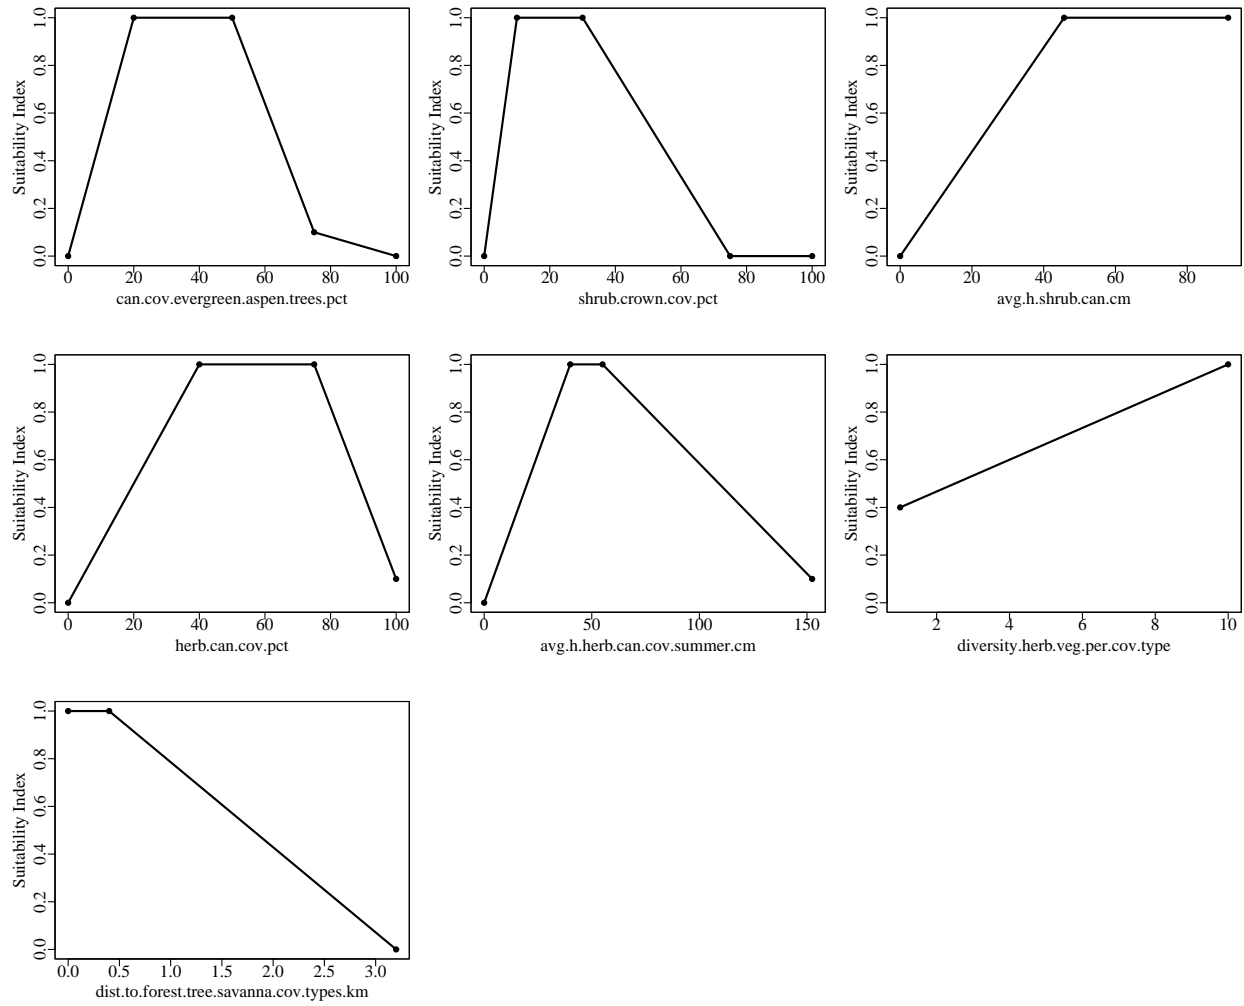 Suitability Index
0.0 0.2 0.4 0.6 0.8 1.0
0 20 40 60 80 100
can.cov.evergreen.aspen.trees.pct
Suitability Index
0.0 0.2 0.4 0.6 0.8 1.0
0 20 40 60 80 100
shrub.crown.cov.pct
Suitability Index
0.0 0.2 0.4 0.6 0.8 1.0
0 20 40 60 80
avg.h.shrub.can.cm
Suitability Index
0.0 0.2 0.4 0.6 0.8 1.0
0 20 40 60 80 100
herb.can.cov.pct
Suitability Index
0.0 0.2 0.4 0.6 0.8 1.0
0 50 100 150
avg.h.herb.can.cov.summer.cm
Suitability Index
0.0 0.2 0.4 0.6 0.8 1.0
2 4 6 8 10
diversity.herb.veg.per.cov.type
Suitability Index
0.0 0.2 0.4 0.6 0.8 1.0
0.0 0.5 1.0 1.5 2.0 2.5 3.0
dist.to.forest.tree.savanna.cov.types.km